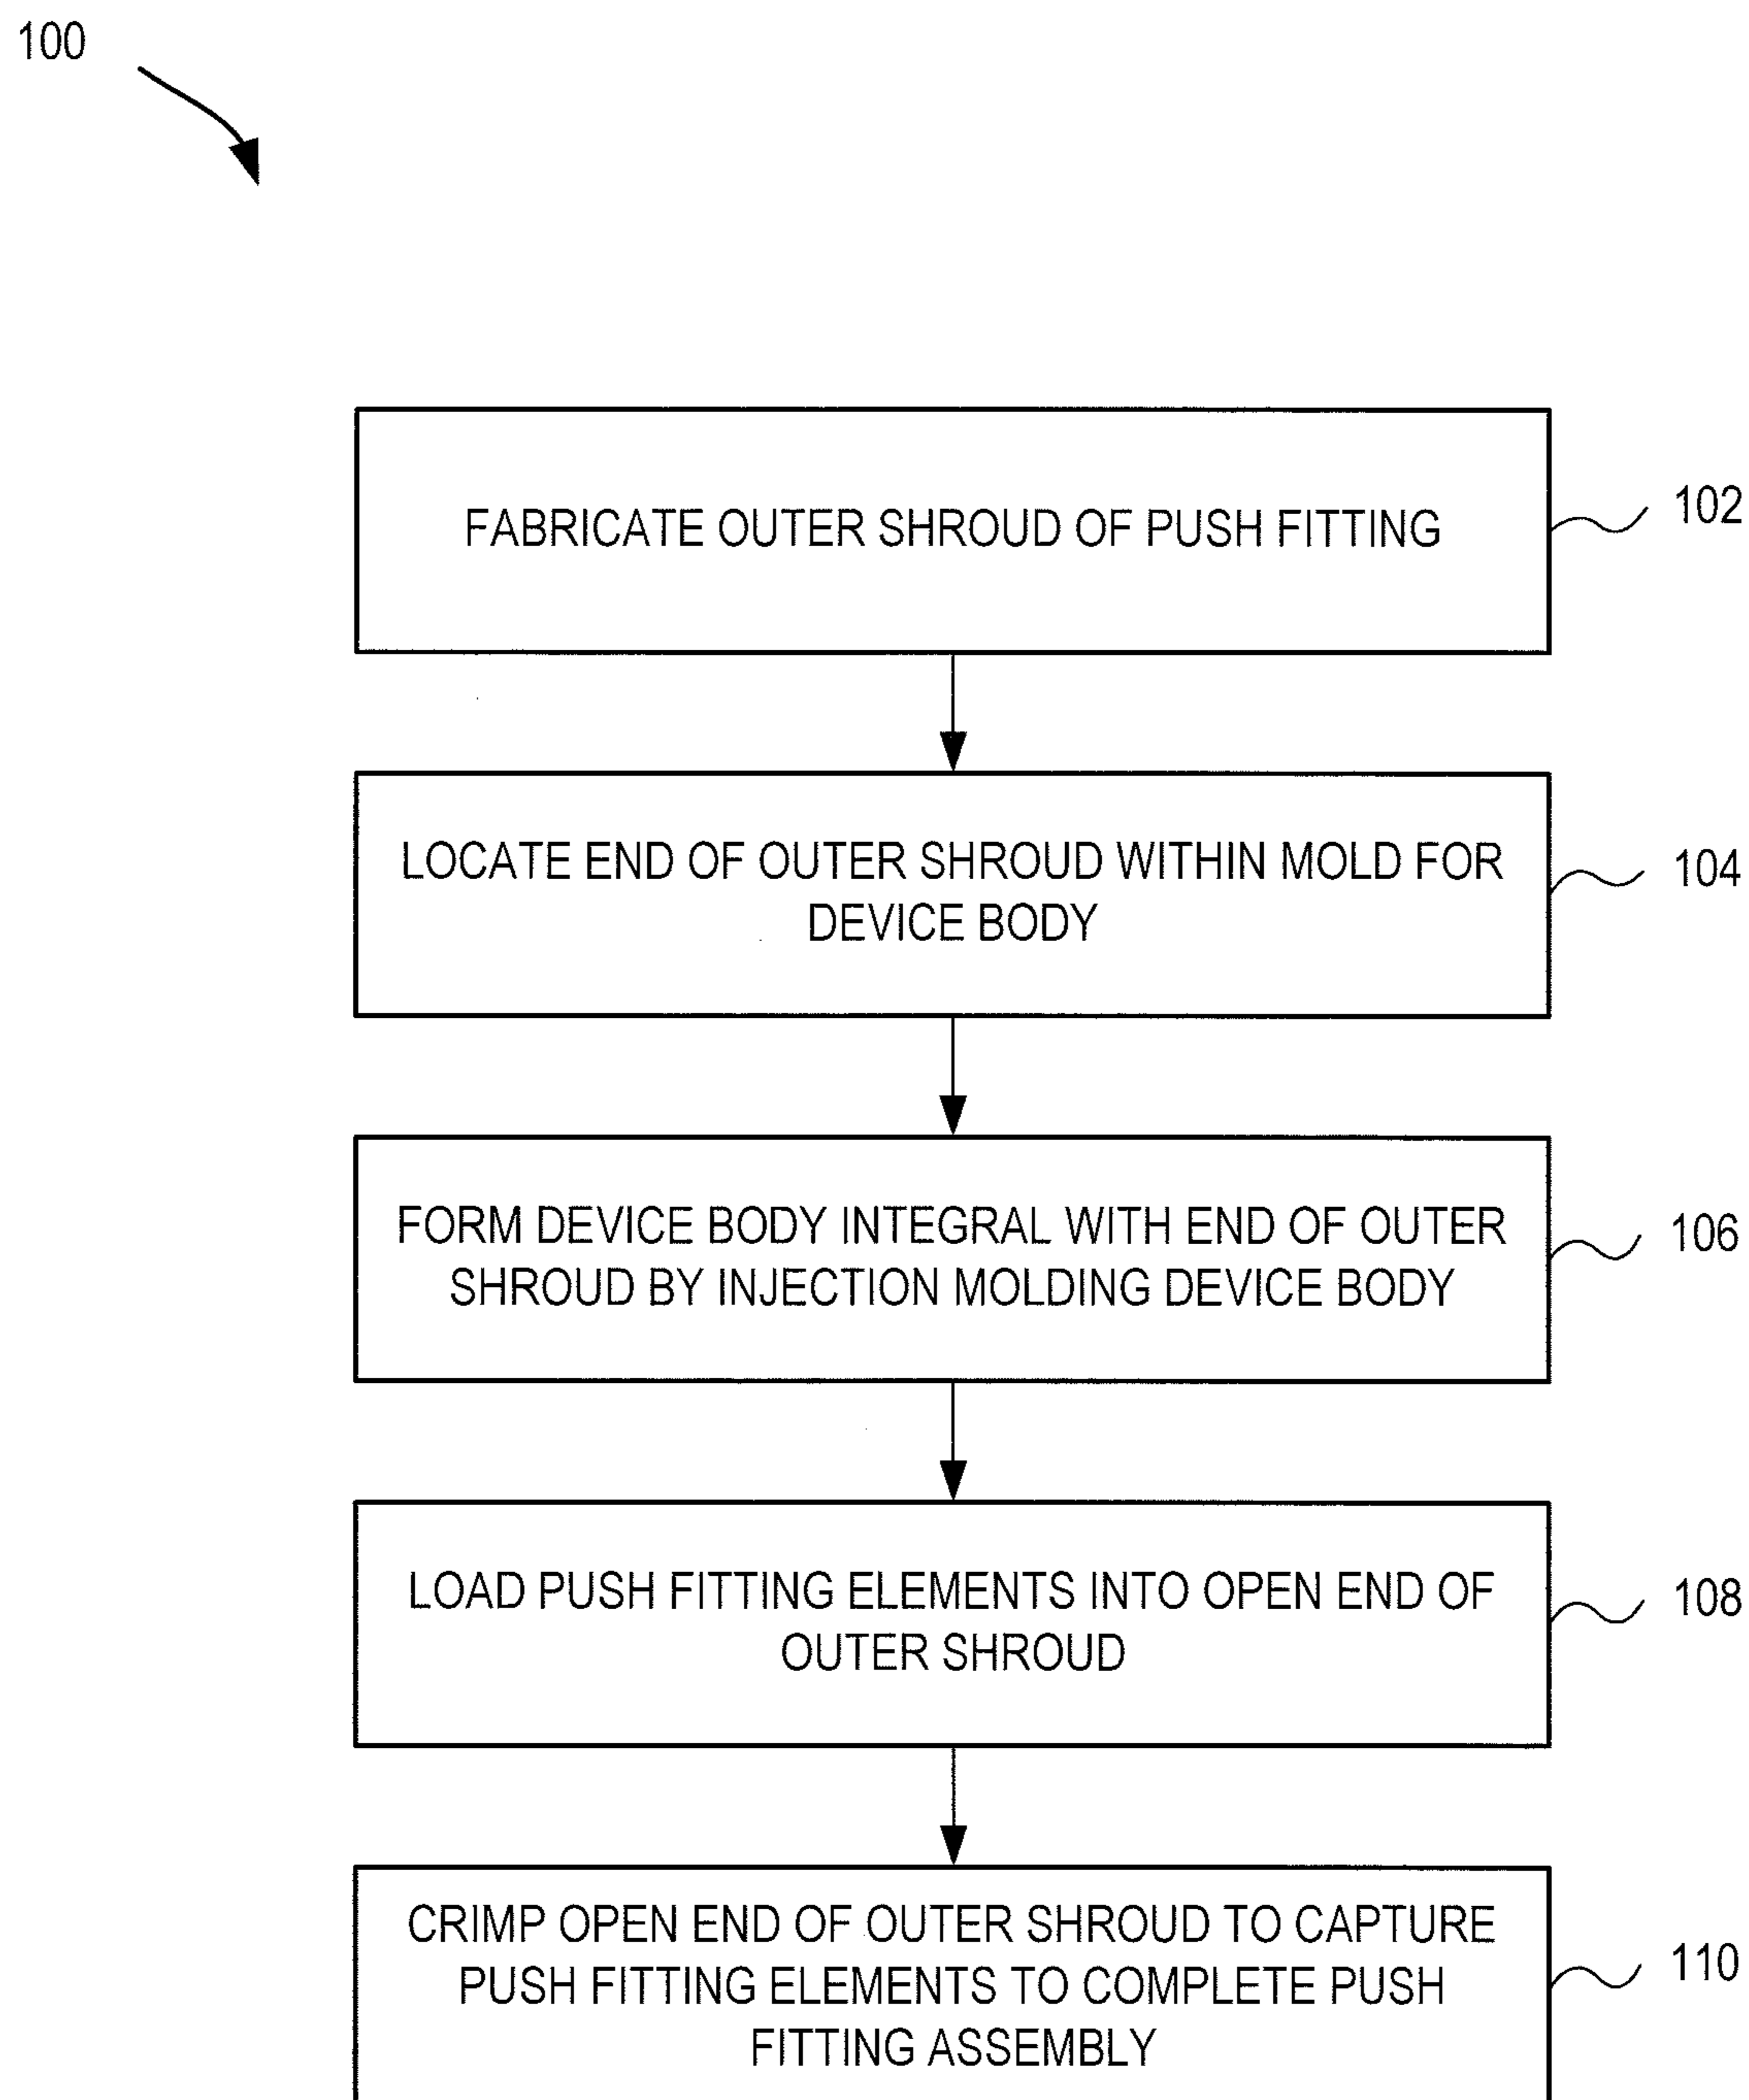 100
FABRICATE OUTER SHROUD OF PUSH FITTING
102
LOCATE END OF OUTER SHROUD WITHIN MOLD FOR
DEVICE BODY
104
FORM DEVICE BODY INTEGRAL WITH END OF OUTER
SHROUD BY INJECTION MOLDING DEVICE BODY
106
LOAD PUSH FITTING ELEMENTS INTO OPEN END OF
OUTER SHROUD
108
CRIMP OPEN END OF OUTER SHROUD TO CAPTURE
PUSH FITTING ELEMENTS TO COMPLETE PUSH
FITTING ASSEMBLY
110